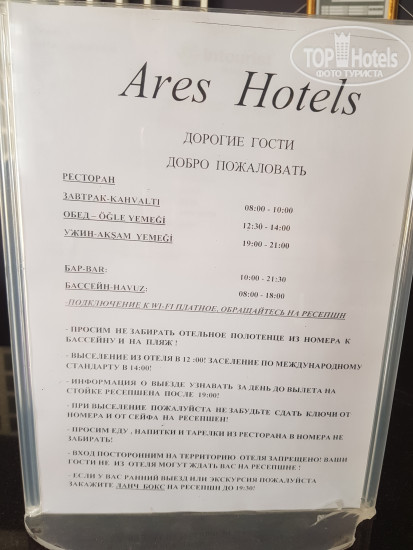 TOP Hotels
ФОТО ТУРИСТА
Ares Hotels
ДОРОГИЕ ГОСТИ
ДОБРО ПОЖАЛОВАТЬ
РЕСТОРАН
ЗАВТРАК-KAHVALTI 08:00 - 10:00
ОБЕД – ÖĞLE YEMEĞİ 12:30 - 14:00
УЖИН-AKŞAM YEMEĞİ 19:00 - 21:00
БАР-BAR: 10:00 - 21:30
БАССЕЙН-HAVUZ: 08:00 - 18:00
ПОДКЛЮЧЕНИЕ К WI-FI ПЛАТНОЕ, ОБРАЩАЙТЕСЬ НА РЕСЕПШН
- ПРОСИМ НЕ ЗАБИРАТЬ ОТЕЛЬНОЕ ПОЛОТЕНЦЕ ИЗ НОМЕРА К
БАССЕЙНУ И НА ПЛЯЖ !
- ВЫСЕЛЕНИЕ ИЗ ОТЕЛЯ В 12 :00! ЗАСЕЛЕНИЕ ПО МЕЖДУНАРОДНОМУ
СТАНДАРТУ В 14:00!
- ИНФОРМАЦИЯ О ВЫЕЗДЕ УЗНАВАТЬ ЗА ДЕНЬ ДО ВЫЛЕТА НА
СТОЙКЕ РЕСЕПШЕНА ПОСЛЕ 19:00!
- ПРИ ВЫСЕЛЕНИЕ ПОЖАЛУЙСТА НЕ ЗАБУДЬТЕ СДАТЬ КЛЮЧИ ОТ
НОМЕРА И ОТ СЕЙФА НА РЕСЕПШЕН!
- ПРОСИМ ЕДУ , НАПИТКИ И ТАРЕЛКИ ИЗ РЕСТОРАНА В НОМЕРА НЕ
ЗАБИРАТЬ!
- ВХОД ПОСТОРОННИМ НА ТЕРРИТОРИЮ ОТЕЛЯ ЗАПРЕЩЕНО! ВАШИ
ГОСТИ НЕ ИЗ ОТЕЛЯ МОГУТ ЖДАТЬ ВАС НА РЕСЕПШНЕ !
- ЕСЛИ У ВАС РАННИЙ ВЫЕЗД ИЛИ ЭКСКУРСИЯ ПОЖАЛУЙСТА
ЗАКАЖИТЕ ЛАНЧ БОКС НА РЕСЕПШН ДО 19:30!